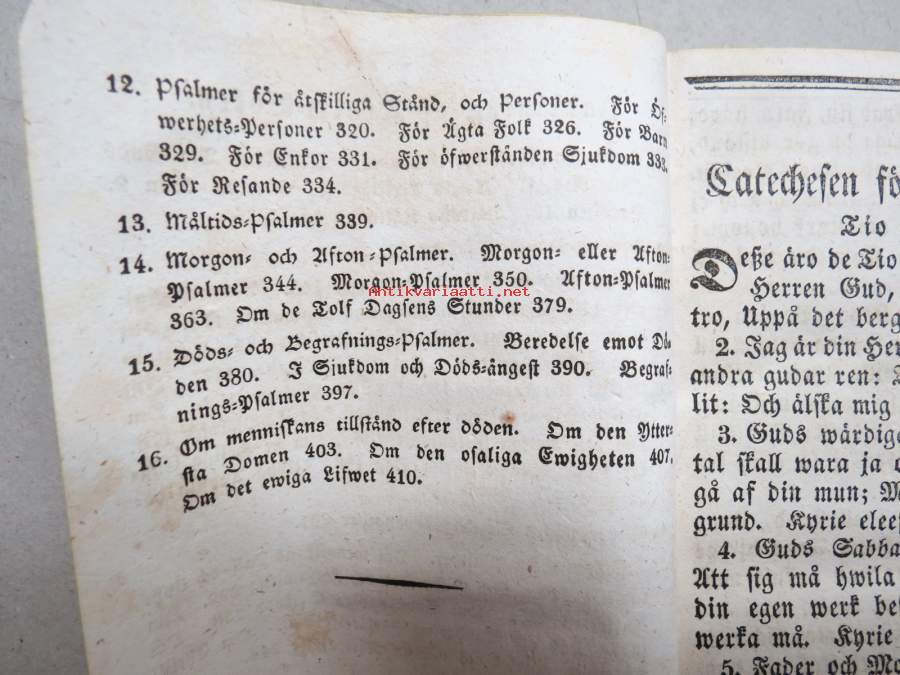 12. Psalmer för åtskilliga Stånd, och Personer. För Öf-
werhets-Personer 320. För Ägta Folk 326. För Barn
329. För Enkor 331. För öfwerstånden Sjukdom 333.
För Resande 334.
13. Måltids-Psalmer 339.
14. Morgon- och Afton-Psalmer. Morgon- eller Afton-
Psalmer 344. Morgon-Psalmer 350. Afton-Psalmer
363. Om de Tolf Dagsens Stunder 379.
15. Döds- och Begrafnings-Psalmer. Beredelse emot Dö-
den 380. I Sjukdom och Döds-ångest 390. Begraf-
nings-Psalmer 397.
16. Om menniskans tillstånd efter döden. Om den Ytter-
sta Domen 403. Om den osaliga Ewigheten 407.
Om det ewiga Lifwet 410.
Antikvariaatti.net
Catechesen fö
Tio
Deße äro de Tio
Herren Gud,
tro, Uppå det berg
2. Jag är din Her
andra gudar ren:
lit: Och älska mig
3. Guds wärdig
tal skall wara ja
gå af din mun;
grund. Kyrie elee
4. Guds Sabba
Att sig må hwila
din egen werk be
werka må. Kyrie
5. Fader och Mo